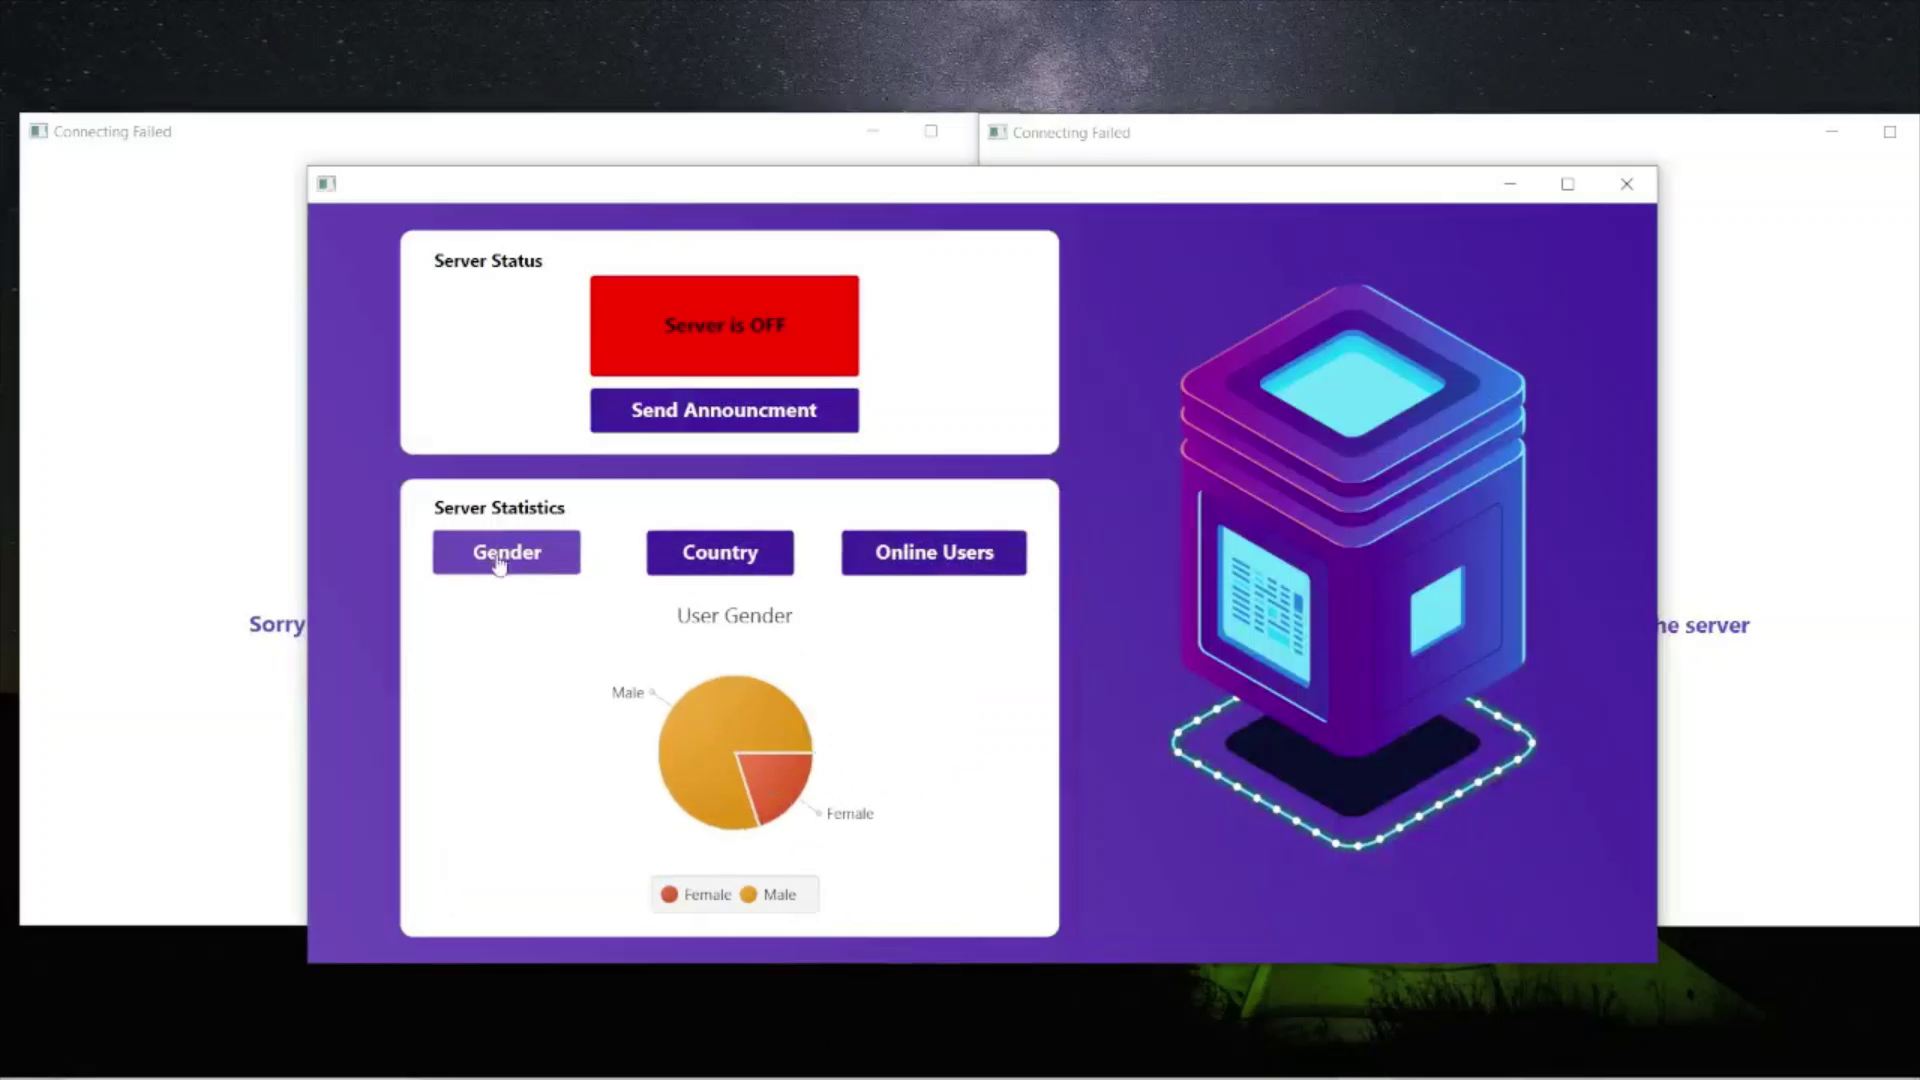 Connecting Failed
Connecting Failed
Server Status
Server is OFF
Send Announcment
Server Statistics
Gender
Country
Online Users
User Gender
Sorry
server
Male
Female
Female
Male